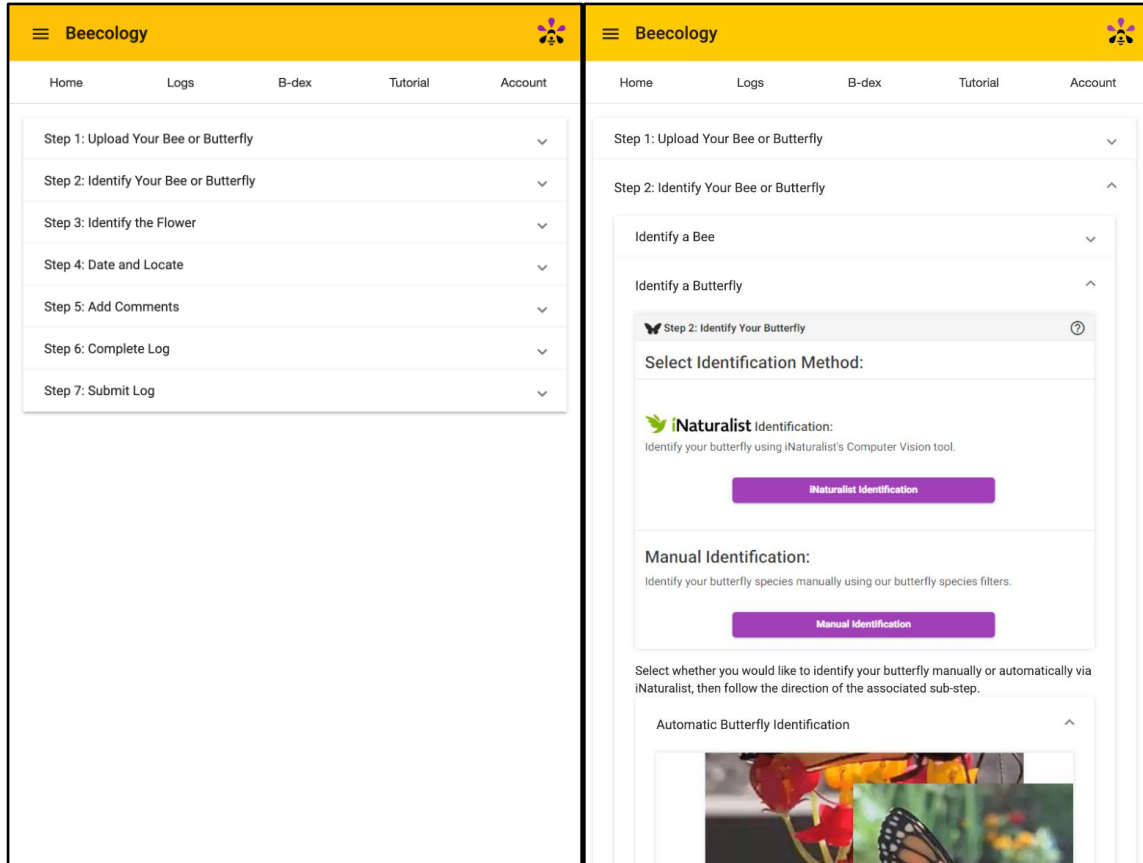 Beecology
Home Logs B-dex Tutorial Account
Step 1: Upload Your Bee or Butterfly
Step 2: Identify Your Bee or Butterfly
Step 3: Identify the Flower
Step 4: Date and Locate
Step 5: Add Comments
Step 6: Complete Log
Step 7: Submit Log
Beecology
Home Logs B-dex Tutorial Account
Step 1: Upload Your Bee or Butterfly
Step 2: Identify Your Bee or Butterfly
Identify a Bee
Identify a Butterfly
Step 2: Identify Your Butterfly
Select Identification Method:
iNaturalist Identification:
Identify your butterfly using iNaturalist's Computer Vision tool.
iNaturalist Identification
Manual Identification:
Identify your butterfly species manually using our butterfly species filters.
Manual Identification
Select whether you would like to identify your butterfly manually or automatically via
iNaturalist, then follow the direction of the associated sub-step.
Automatic Butterfly Identification